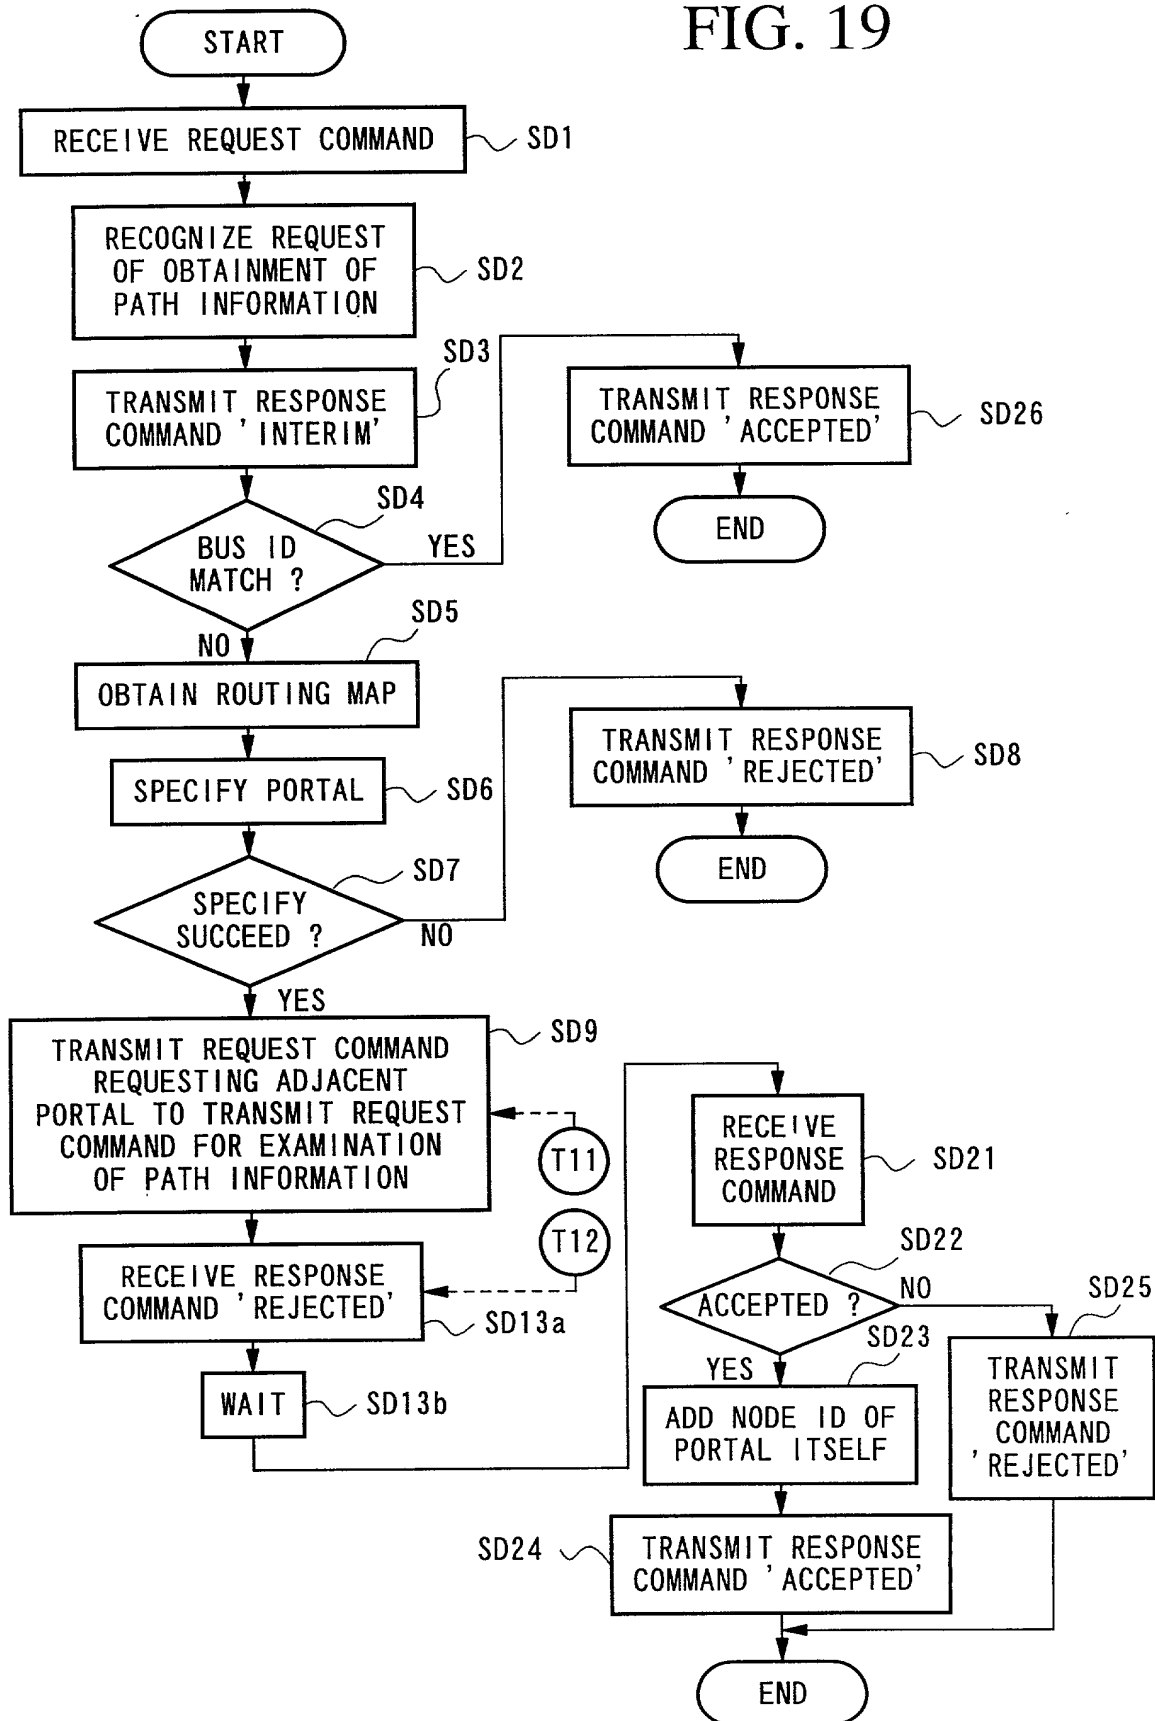 FIG. 19
START
RECEIVE REQUEST COMMAND
SD1
RECOGNIZE REQUEST
OF OBTAINMENT OF
PATH INFORMATION
SD2
SD3
TRANSMIT RESPONSE
COMMAND 'INTERIM'
TRANSMIT RESPONSE
COMMAND 'ACCEPTED'
SD26
END
SD4
BUS ID
MATCH ?
YES
NO
SD5
OBTAIN ROUTING MAP
SPECIFY PORTAL
SD6
TRANSMIT RESPONSE
COMMAND 'REJECTED'
SD8
END
SD7
SPECIFY
SUCCEED ?
NO
YES
SD9
TRANSMIT REQUEST COMMAND
REQUESTING ADJACENT
PORTAL TO TRANSMIT REQUEST
COMMAND FOR EXAMINATION
OF PATH INFORMATION
T11
T12
RECEIVE RESPONSE
COMMAND 'REJECTED'
SD13a
WAIT
SD13b
RECEIVE
RESPONSE
COMMAND
SD21
SD22
ACCEPTED ?
NO
SD25
YES
SD23
ADD NODE ID OF
PORTAL ITSELF
TRANSMIT
RESPONSE
COMMAND
'REJECTED'
SD24
TRANSMIT RESPONSE
COMMAND 'ACCEPTED'
END